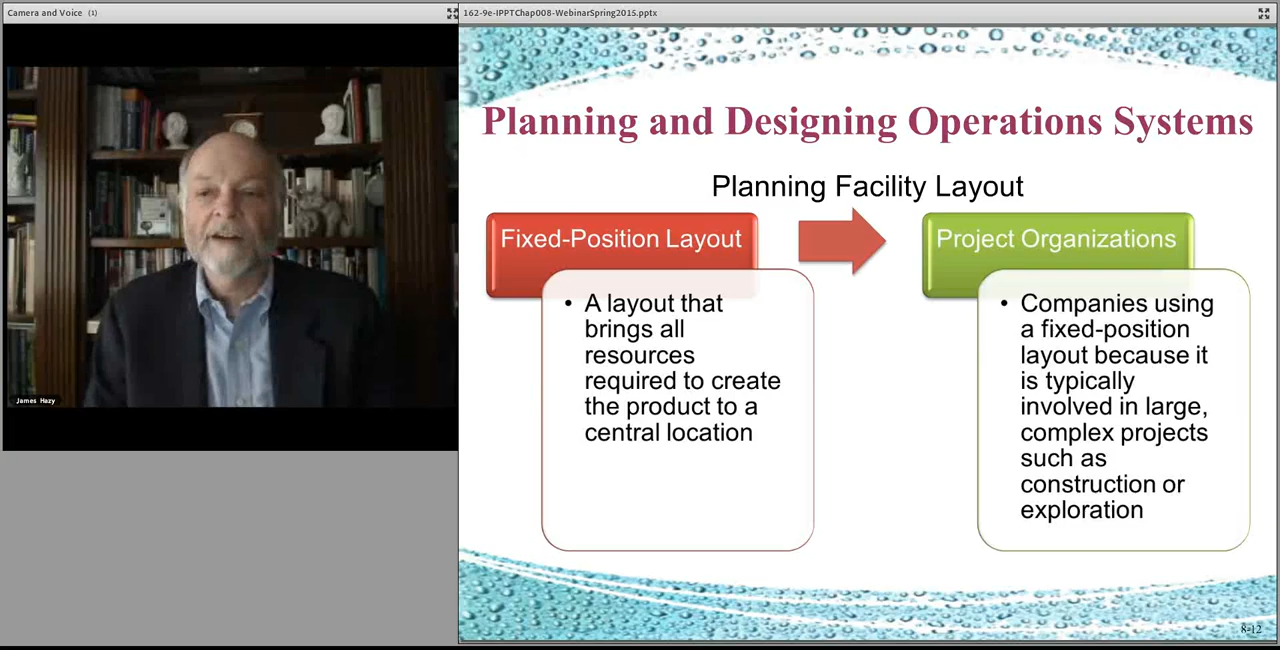 Camera and Voice (1)
162-9e-IPPTChap008-WebinarSpring2015.pptx
James Hazy
Planning and Designing Operations Systems
Planning Facility Layout
Fixed-Position Layout
• A layout that
brings all
resources
required to create
the product to a
central location
Project Organizations
• Companies using
a fixed-position
layout because it
is typically
involved in large,
complex projects
such as
construction or
exploration
8-12